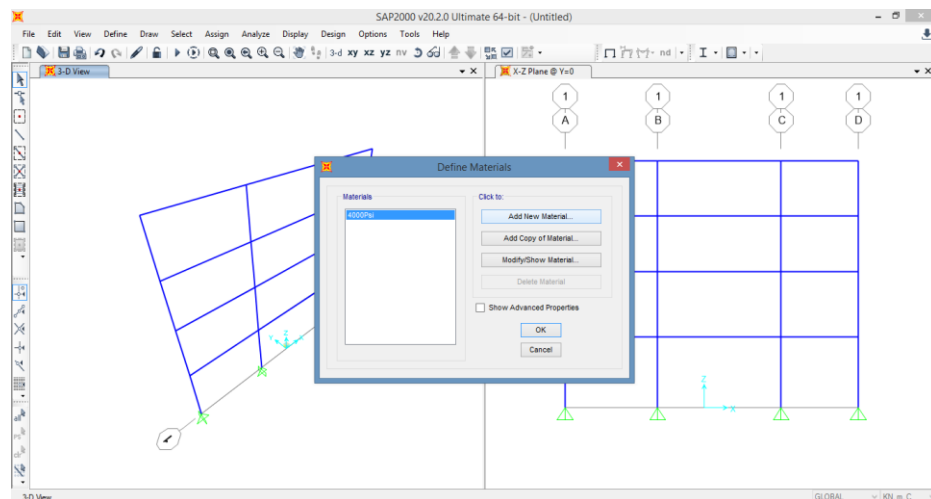 SAP2000 v20.2.0 Ultimate 64-bit - (Untitled)
File Edit View Define Draw Select Assign Analyze Display Design Options Tools Help
3-d xy xz yz nv
nd
3-D View
X-Z Plane @ Y=0
1 1 1 1
A B C D
Define Materials
Materials
4000Psi
Click to:
Add New Material...
Add Copy of Material...
Modify/Show Material...
Delete Material
Show Advanced Properties
OK
Cancel
Y Z
Z
X
3-D View
GLOBAL
KN, m, C